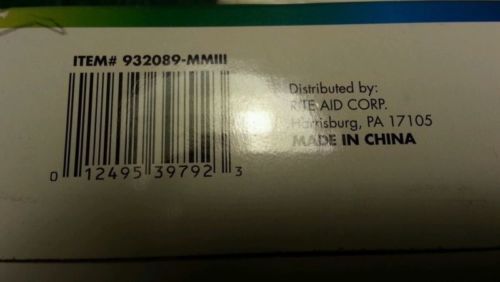 ITEM# 932089-MMIII
0 12495 39792 3
Distributed by:
RITE AID CORP.
Harrisburg, PA 17105
MADE IN CHINA